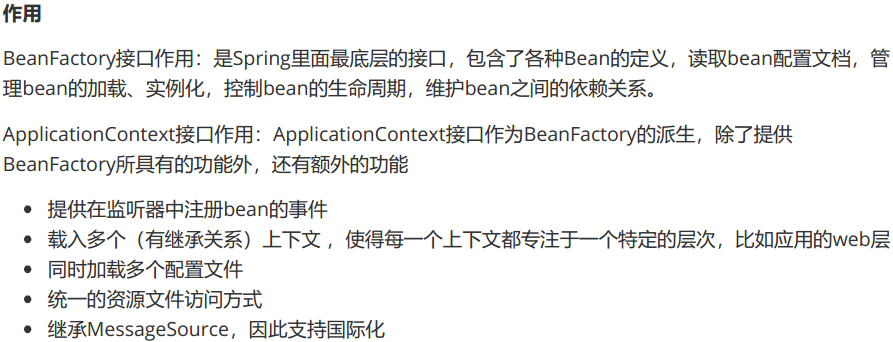 作用
BeanFactory接口作用：是Spring里面最底层的接口，包含了各种Bean的定义，读取bean配置文档，管
理bean的加载、实例化，控制bean的生命周期，维护bean之间的依赖关系。
ApplicationContext接口作用：ApplicationContext接口作为BeanFactory的派生，除了提供
BeanFactory所具有的功能外，还有额外的功能
• 提供在监听器中注册bean的事件
• 载入多个（有继承关系）上下文 ，使得每一个上下文都专注于一个特定的层次，比如应用的web层
• 同时加载多个配置文件
• 统一的资源文件访问方式
• 继承MessageSource，因此支持国际化